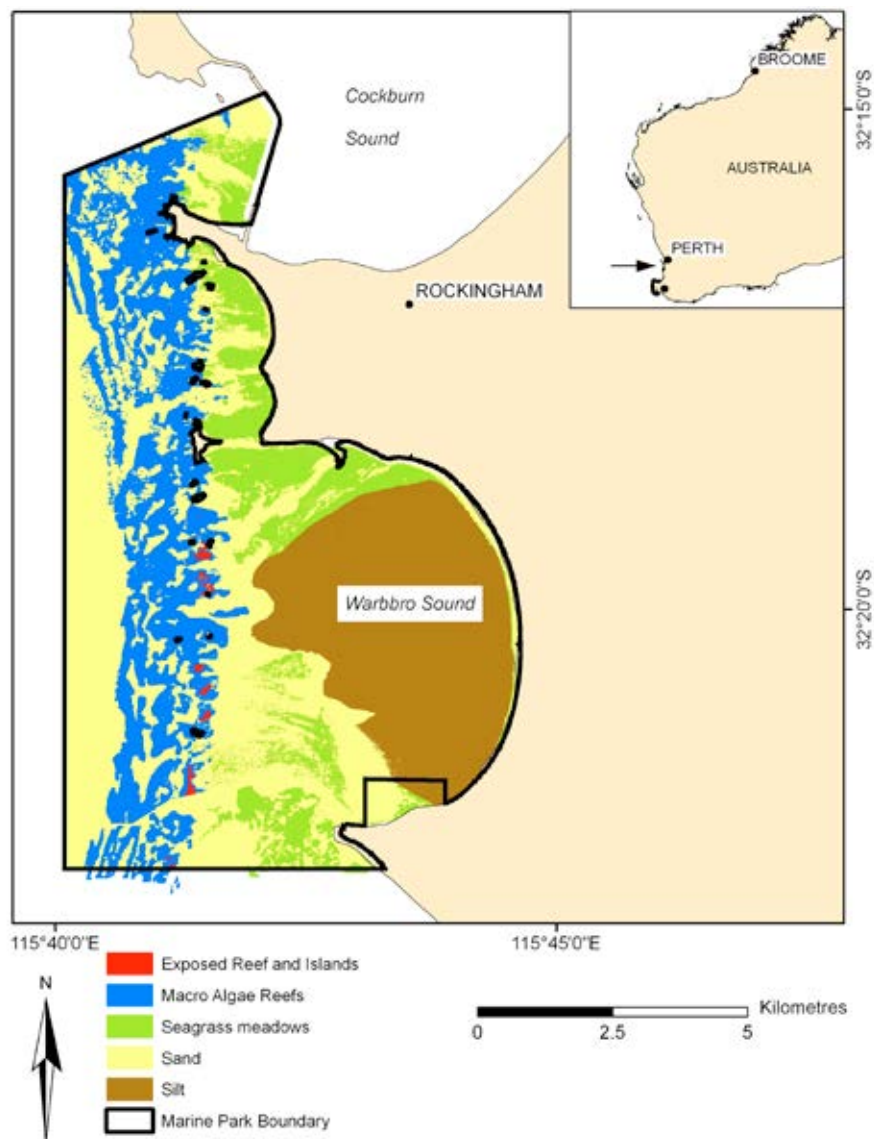 Cockburn
Sound
BROOME
AUSTRALIA
PERTH
32°15'0"S
ROCKINGHAM
Warbbro Sound
32°20'0"S
115°40'0"E
115°45'0"E
N
Exposed Reef and Islands
Macro Algae Reefs
Seagrass meadows
Sand
Silt
Marine Park Boundary
Kilometres
0 2.5 5